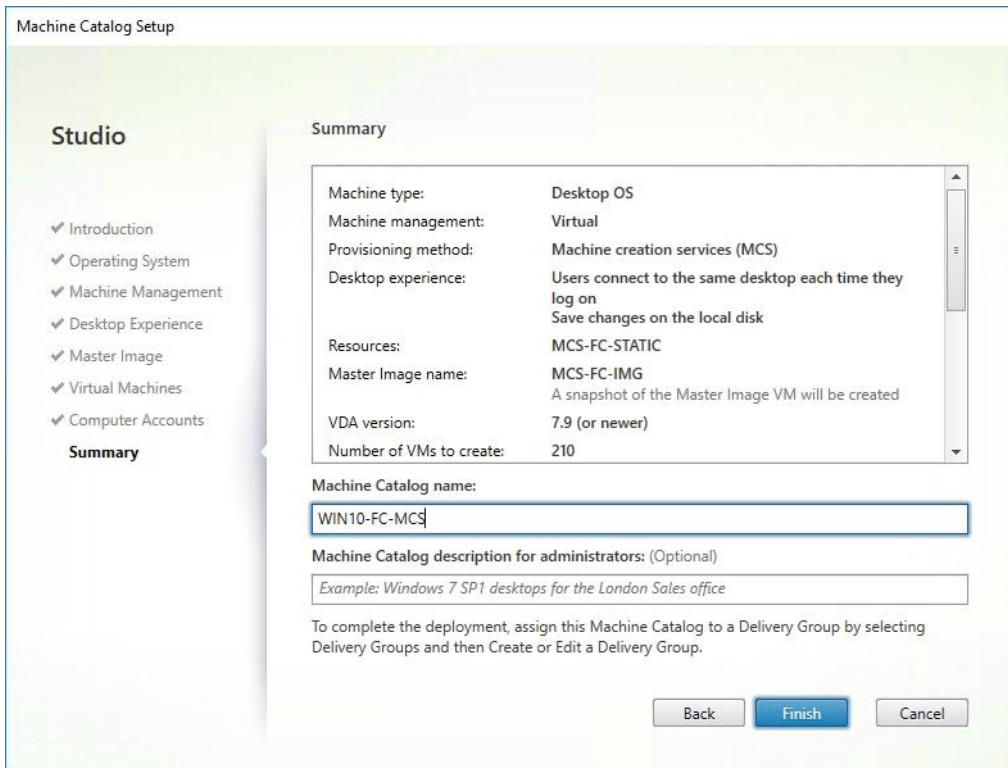 Machine Catalog Setup
Studio
Introduction
Operating System
Machine Management
Desktop Experience
Master Image
Virtual Machines
Computer Accounts
Summary
Summary
Machine type: Desktop OS
Machine management: Virtual
Provisioning method: Machine creation services (MCS)
Desktop experience: Users connect to the same desktop each time they
log on
Save changes on the local disk
Resources: MCS-FC-STATIC
Master Image name: MCS-FC-IMG
A snapshot of the Master Image VM will be created
VDA version: 7.9 (or newer)
Number of VMs to create: 210
Machine Catalog name:
WIN10-FC-MCS
Machine Catalog description for administrators: (Optional)
Example: Windows 7 SP1 desktops for the London Sales office
To complete the deployment, assign this Machine Catalog to a Delivery Group by selecting
Delivery Groups and then Create or Edit a Delivery Group.
Back Finish Cancel